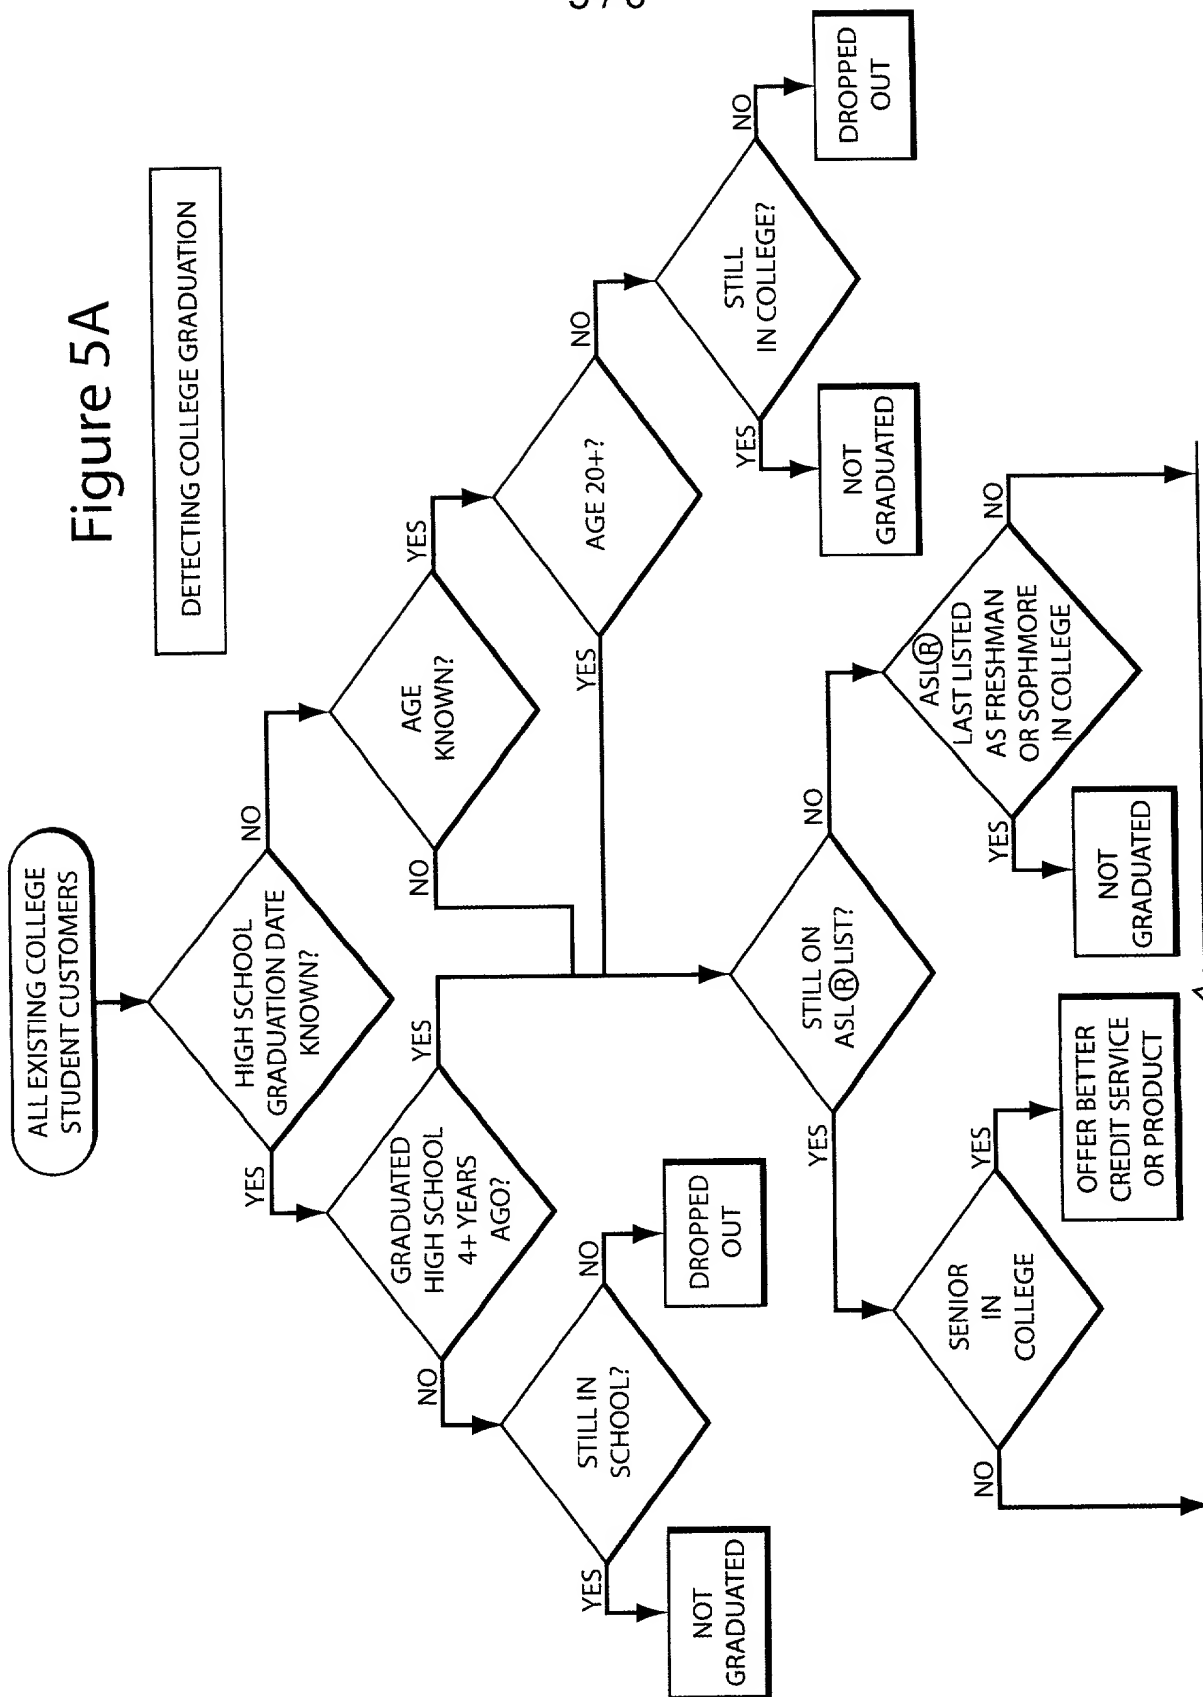 Figure 5A
DETECTING COLLEGE GRADUATION
ALL EXISTING COLLEGE
STUDENT CUSTOMERS
HIGH SCHOOL
GRADUATION DATE
KNOWN?
YES
NO
GRADUATED
HIGH SCHOOL
4+ YEARS
AGO?
NO
YES
AGE
KNOWN?
NO
YES
STILL IN
SCHOOL?
YES
NO
NOT
GRADUATED
DROPPED
OUT
AGE 20+?
YES
NO
STILL
IN COLLEGE?
YES
NO
NOT
GRADUATED
DROPPED
OUT
STILL ON
ASL® LIST?
YES
NO
SENIOR
IN
COLLEGE
NO
YES
OFFER BETTER
CREDIT SERVICE
OR PRODUCT
ASL®
LAST LISTED
AS FRESHMAN
OR SOPHMORE
IN COLLEGE
YES
NO
NOT
GRADUATED